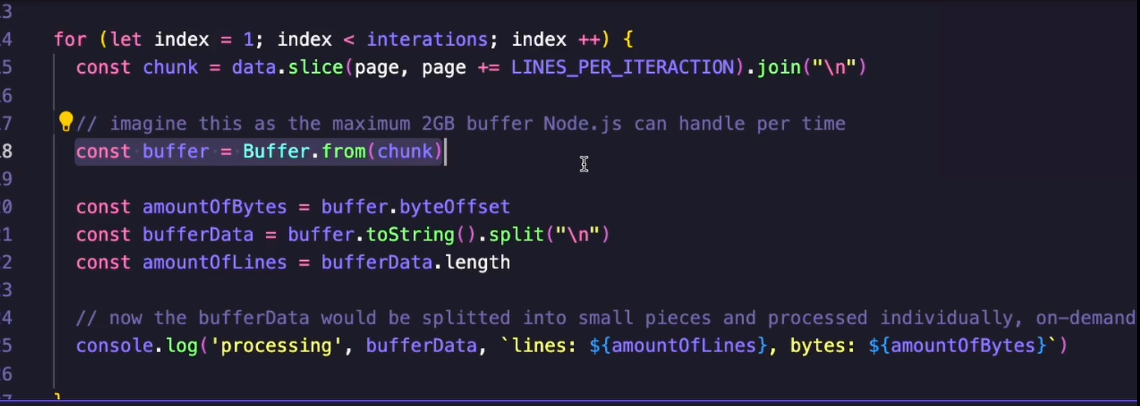 3
4 for (let index = 1; index < interations; index ++) {
5 const chunk = data.slice(page, page += LINES_PER_ITERACTION).join("\n")
6
7 // imagine this as the maximum 2GB buffer Node.js can handle per time
8 const buffer = Buffer.from(chunk)
9
0 const amountOfBytes = buffer.byteOffset
1 const bufferData = buffer.toString().split("\n")
2 const amountOfLines = bufferData.length
3
4 // now the bufferData would be splitted into small pieces and processed individually, on-demand
5 console.log('processing', bufferData, `lines: ${amountOfLines}, bytes: ${amountOfBytes}`)
6
7 }